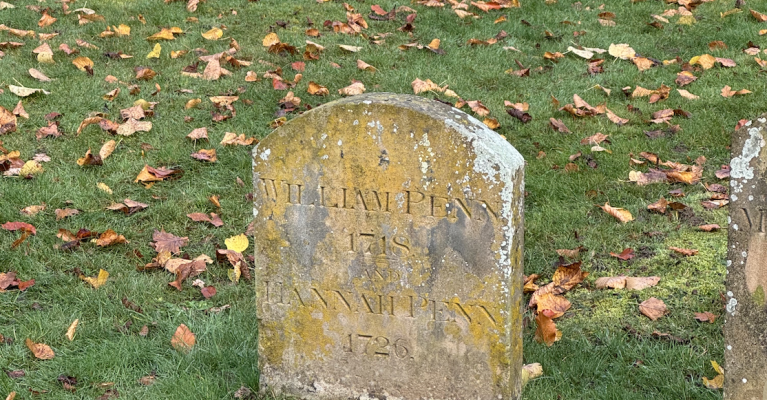 WILLIAM PENN
1718.
AND
HANNAH PENN
1726.
M